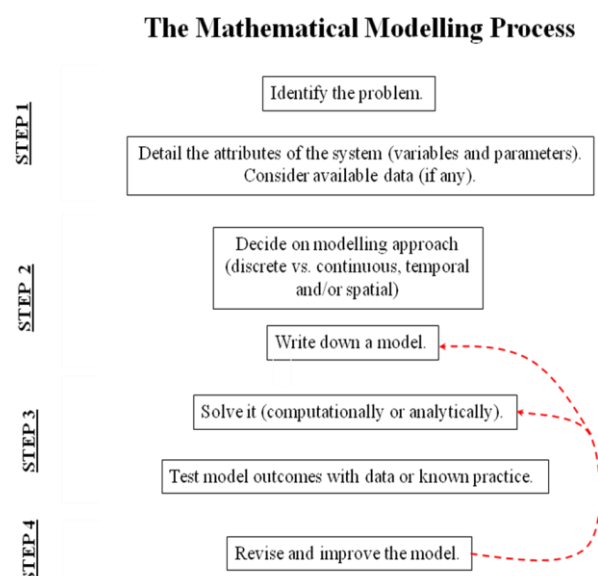 The Mathematical Modelling Process
STEP 1
Identify the problem.
Detail the attributes of the system (variables and parameters).
Consider available data (if any).
STEP 2
Decide on modelling approach
(discrete vs. continuous, temporal
and/or spatial)
Write down a model.
STEP 3
Solve it (computationally or analytically).
Test model outcomes with data or known practice.
STEP 4
Revise and improve the model.